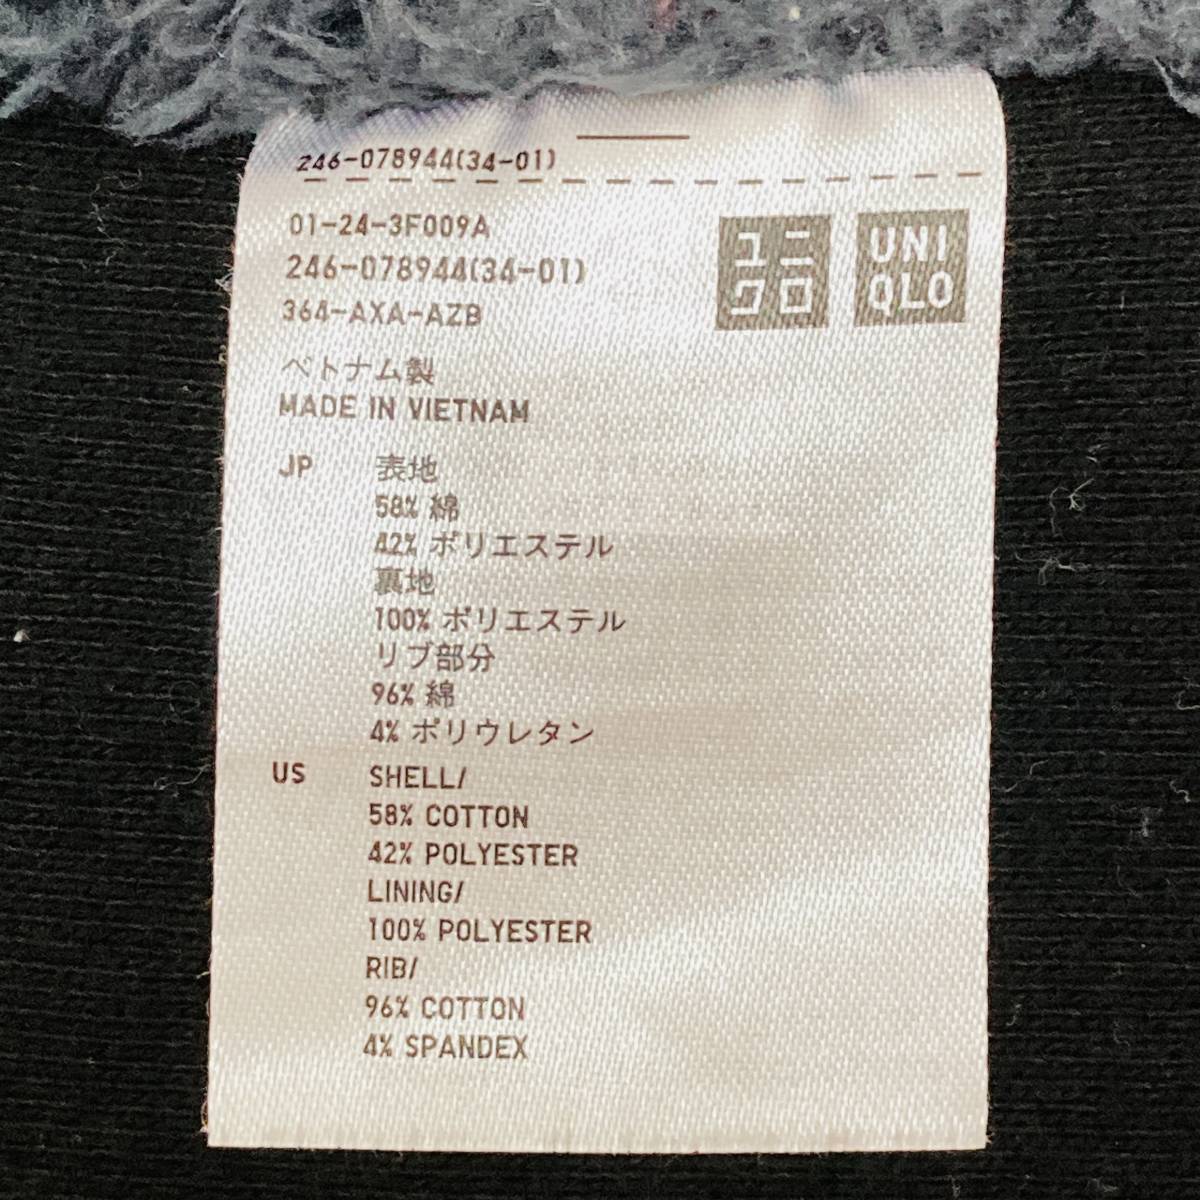 246-078944(34-01)
01-24-3F009A
246-078944(34-01)
364-AXA-AZB
ユニ
クロ
UNI
QLO
ベトナム製
MADE IN VIETNAM
JP 表地
58% 綿
42% ポリエステル
裏地
100% ポリエステル
リブ部分
96% 綿
4% ポリウレタン
US SHELL/
58% COTTON
42% POLYESTER
LINING/
100% POLYESTER
RIB/
96% COTTON
4% SPANDEX